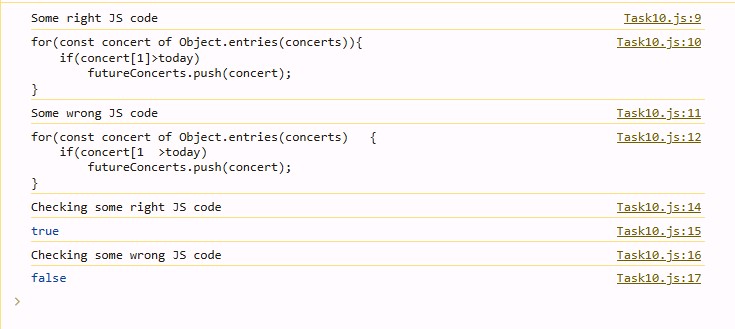 Some right JS code Task10.js:9
for(const concert of Object.entries(concerts)){ Task10.js:10
    if(concert[1]>today)
        futureConcerts.push(concert);
}
Some wrong JS code Task10.js:11
for(const concert of Object.entries(concerts)   { Task10.js:12
    if(concert[1  >today)
        futureConcerts.push(concert);
}
Checking some right JS code Task10.js:14
true Task10.js:15
Checking some wrong JS code Task10.js:16
false Task10.js:17